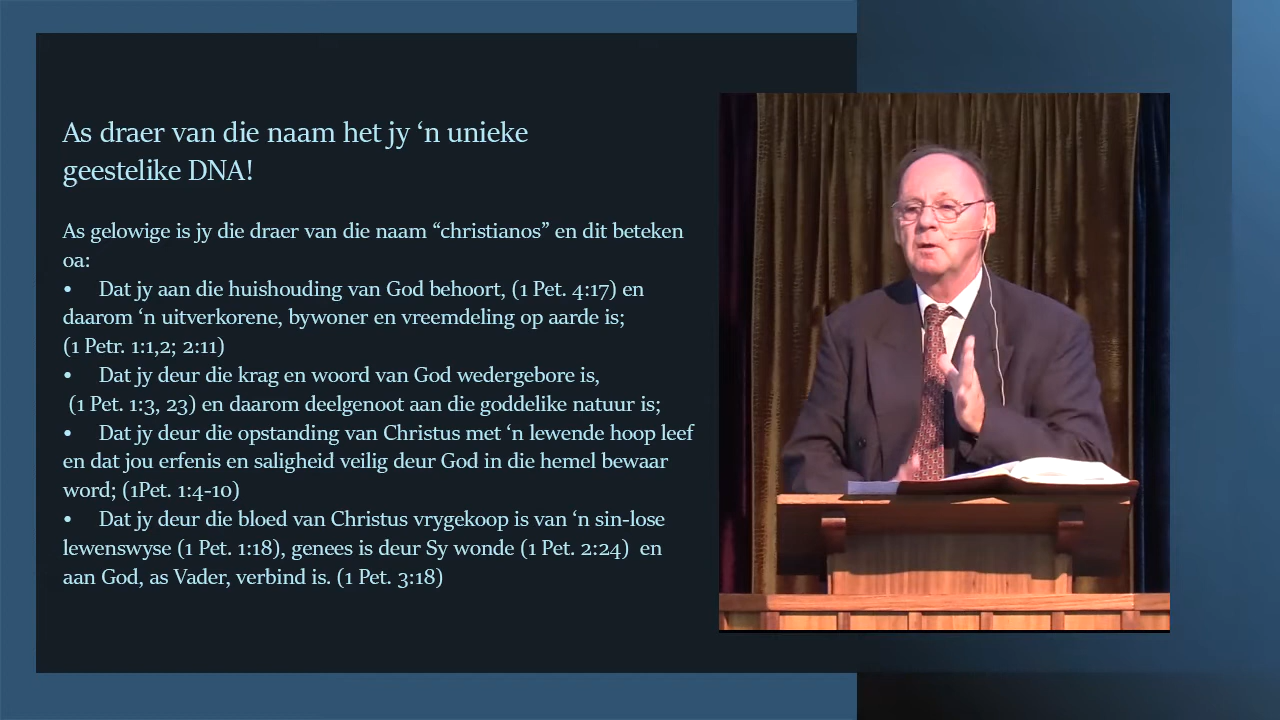 As draer van die naam het jy ‘n unieke
geestelike DNA!
As gelowige is jy die draer van die naam “christianos” en dit beteken
oa:
• Dat jy aan die huishouding van God behoort, (1 Pet. 4:17) en
daarom ‘n uitverkorene, bywoner en vreemdeling op aarde is;
(1 Petr. 1:1,2; 2:11)
• Dat jy deur die krag en woord van God wedergebore is,
(1 Pet. 1:3, 23) en daarom deelgenoot aan die goddelike natuur is;
• Dat jy deur die opstanding van Christus met ‘n lewende hoop leef
en dat jou erfenis en saligheid veilig deur God in die hemel bewaar
word; (1Pet. 1:4-10)
• Dat jy deur die bloed van Christus vrygekoop is van ‘n sin-lose
lewenswyse (1 Pet. 1:18), genees is deur Sy wonde (1 Pet. 2:24) en
aan God, as Vader, verbind is. (1 Pet. 3:18)